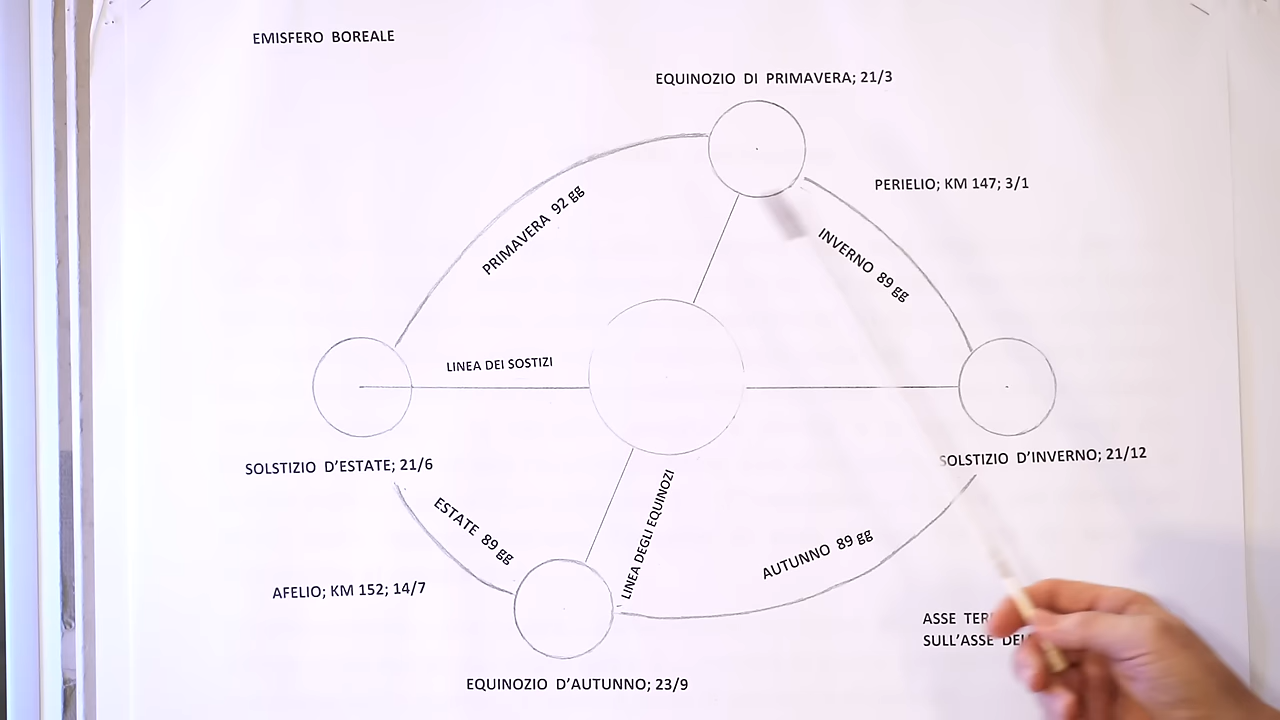 EMISFERO BOREALE
EQUINOZIO DI PRIMAVERA; 21/3
PERIELIO; KM 147; 3/1
PRIMAVERA 92 gg
INVERNO 89 gg
LINEA DEI SOSTIZI
SOLSTIZIO D'ESTATE; 21/6
SOLSTIZIO D'INVERNO; 21/12
ESTATE 89 gg
LINEA DEGLI EQUINOZI
AUTUNNO 89 gg
AFELIO; KM 152; 14/7
ASSE
SULL'ASSE
EQUINOZIO D'AUTUNNO; 23/9